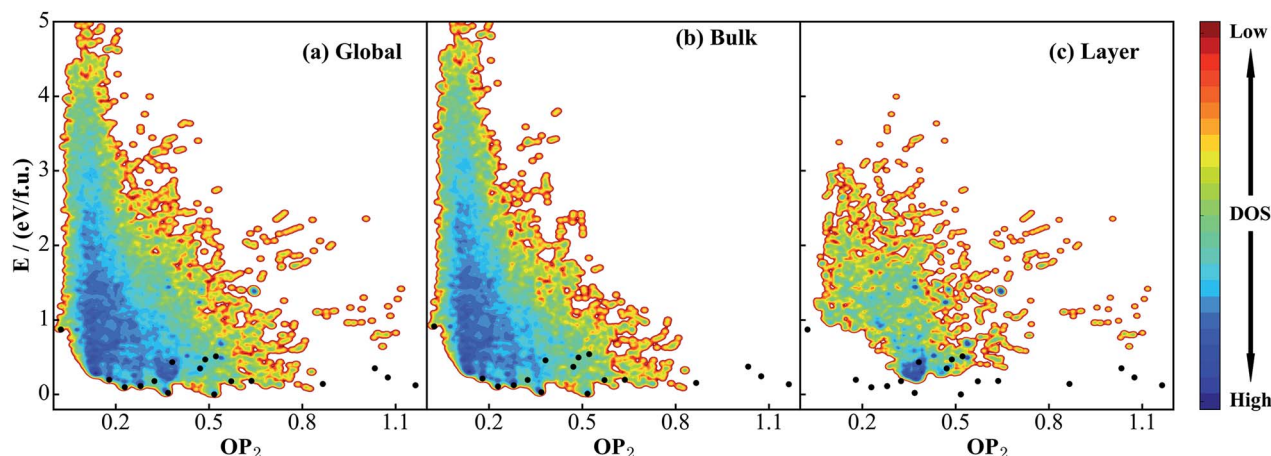 (a) Global
(b) Bulk
(c) Layer
E / (eV/f.u.)
5
4
3
2
1
0
0.2 0.5 0.8 1.1
0.2 0.5 0.8 1.1
0.2 0.5 0.8 1.1
OP₂
OP₂
OP₂
Low
DOS
High